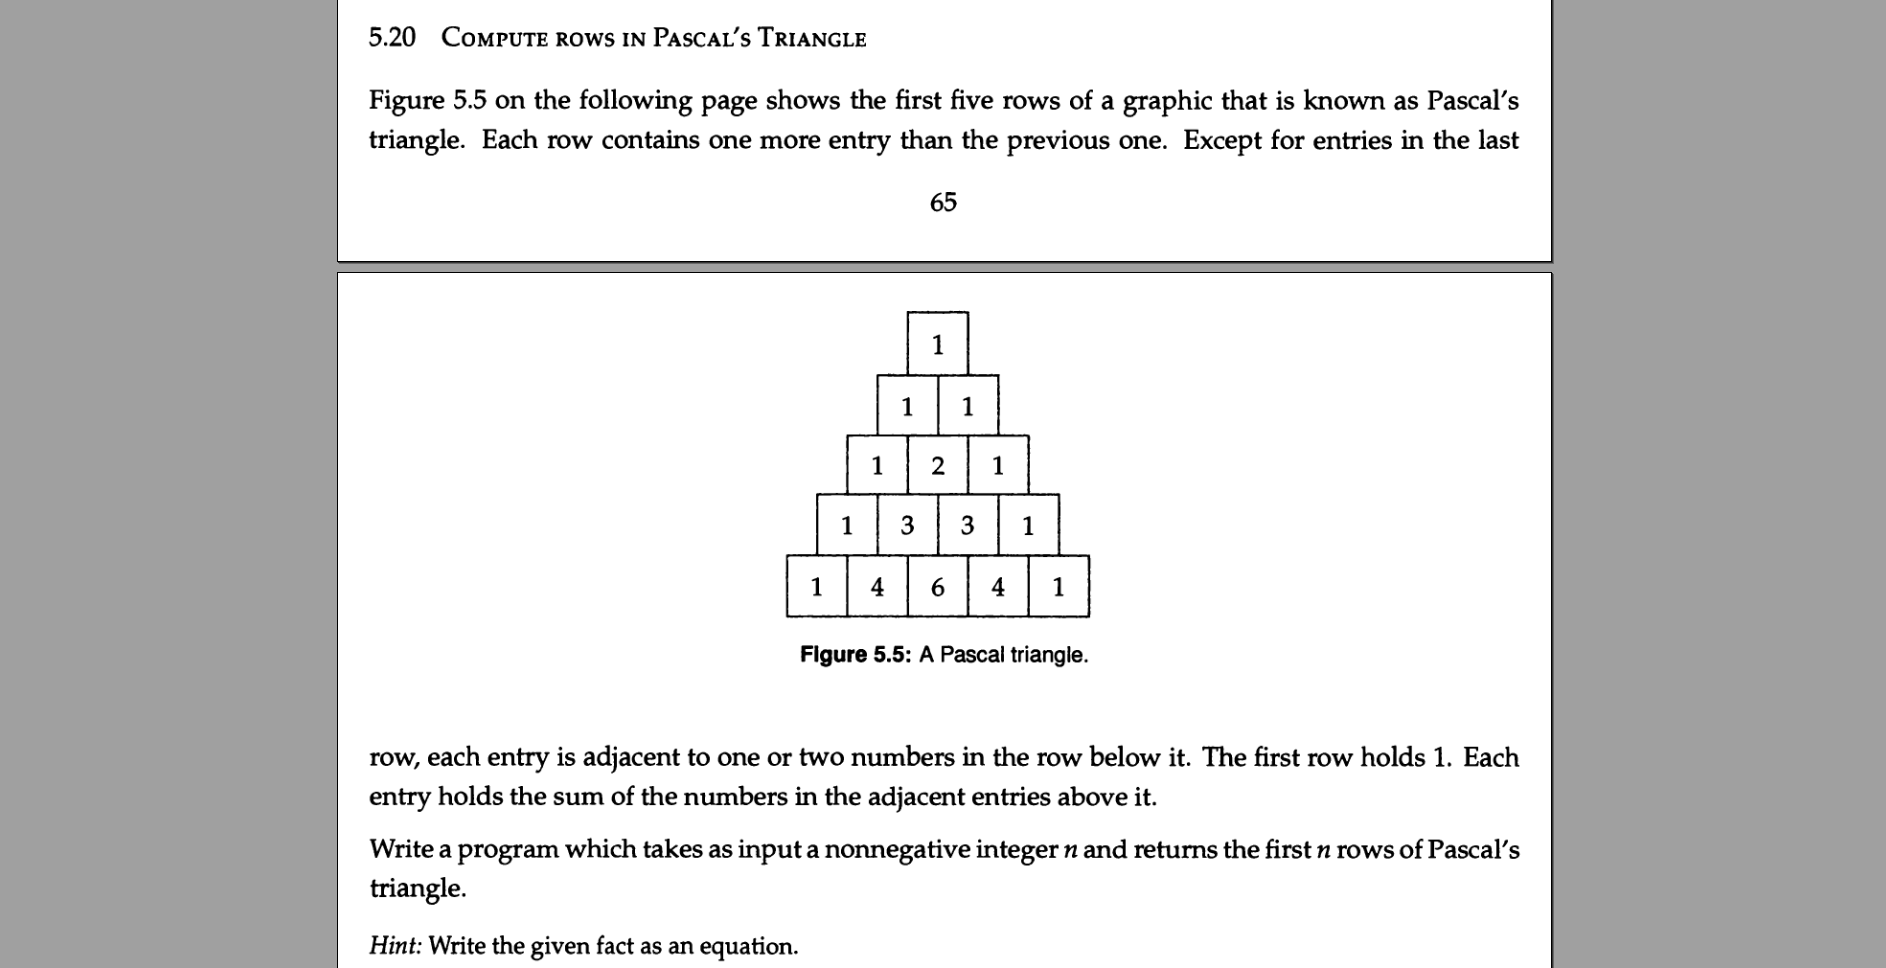 5.20 Compute rows in Pascal's Triangle
Figure 5.5 on the following page shows the first five rows of a graphic that is known as Pascal's
triangle. Each row contains one more entry than the previous one. Except for entries in the last
65
1
1 1
1 2 1
1 3 3 1
1 4 6 4 1
Figure 5.5: A Pascal triangle.
row, each entry is adjacent to one or two numbers in the row below it. The first row holds 1. Each
entry holds the sum of the numbers in the adjacent entries above it.
Write a program which takes as input a nonnegative integer n and returns the first n rows of Pascal's
triangle.
Hint: Write the given fact as an equation.